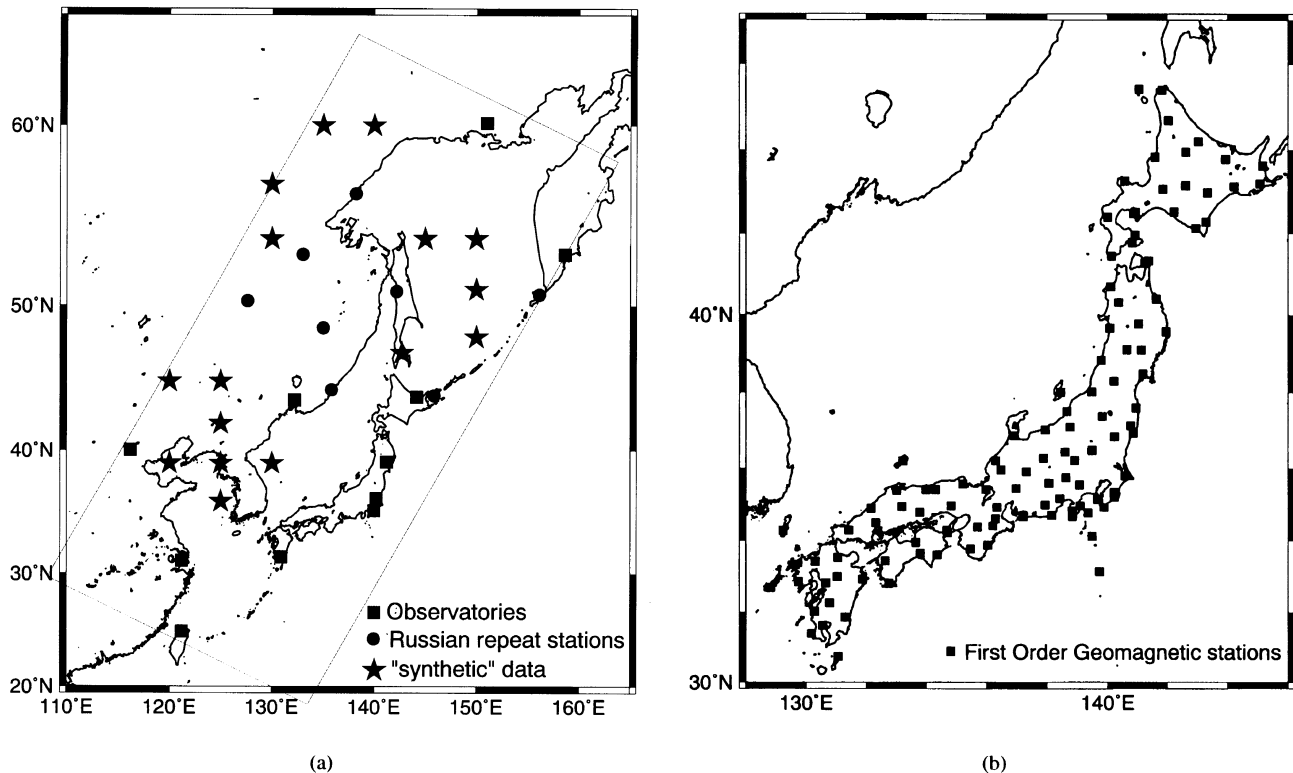 60°N
50°N
40°N
30°N
20°N
110°E 120°E 130°E 140°E 150°E 160°E
Observatories
Russian repeat stations
"synthetic" data
(a)
40°N
30°N
130°E 140°E
First Order Geomagnetic stations
(b)